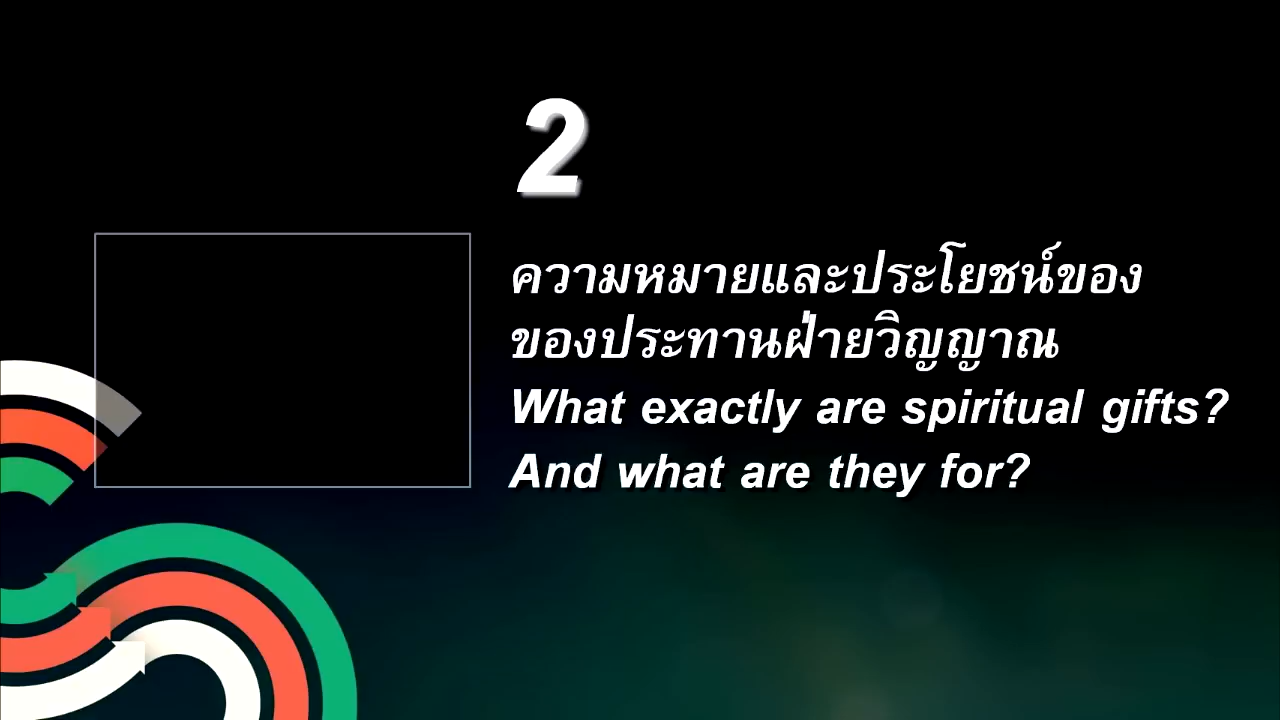 2
ความหมายและประโยชน์ของ
ของประทานฝ่ายวิญญาณ
What exactly are spiritual gifts?
And what are they for?